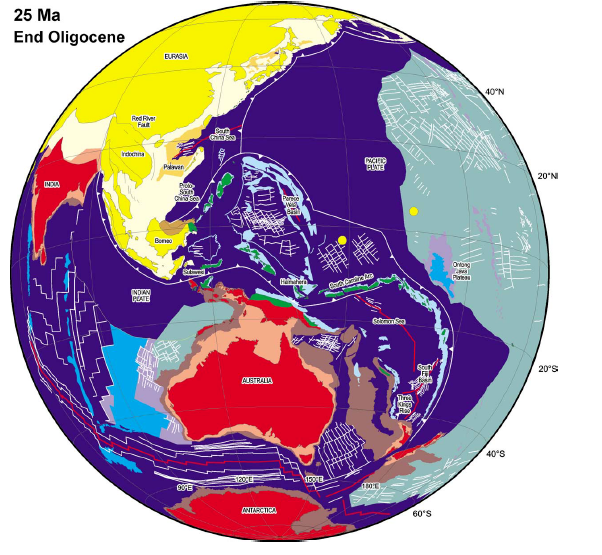 25 Ma
End Oligocene
EURASIA
40°N
Red River
Fault
South
China Sea
Indochina
PACIFIC
PLATE
Palawan
20°N
INDIA
Proto-
South
China Sea
Parece
Vela
Basin
Borneo
Sulawesi
Halmahera
South Caroline Arc
Ontong
Java
Plateau
INDIAN
PLATE
Solomon Sea
20°S
AUSTRALIA
South
Fiji
Basin
Three
Kings
Rise
40°S
90°E
120°E
150°E
180°E
ANTARCTICA
60°S